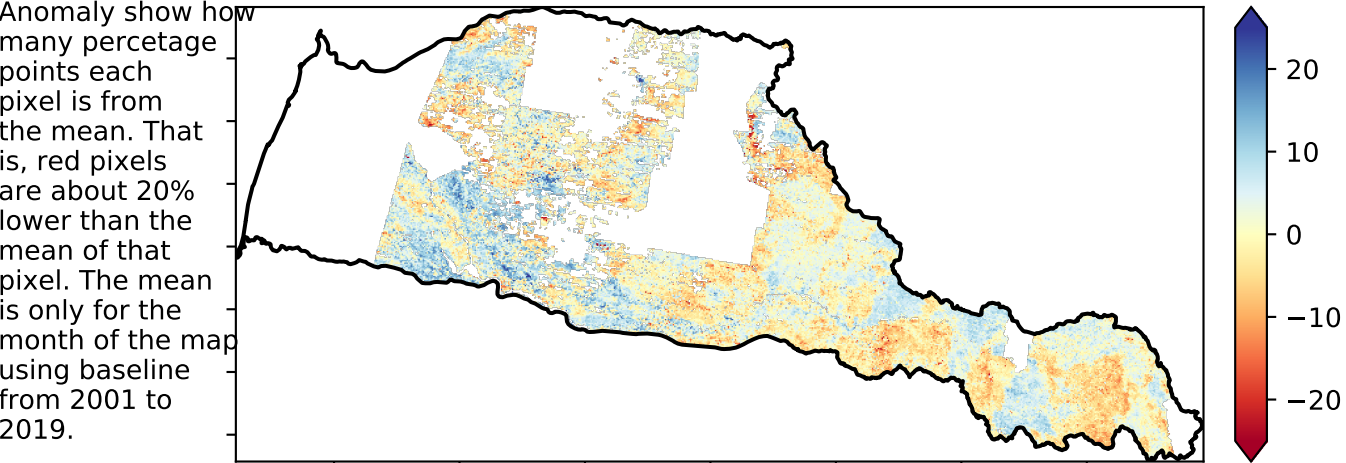 Anomaly show how
many percetage
points each
pixel is from
the mean. That
is, red pixels
are about 20%
lower than the
mean of that
pixel. The mean
is only for the
month of the map
using baseline
from 2001 to
2019.
20
10
0
−10
−20